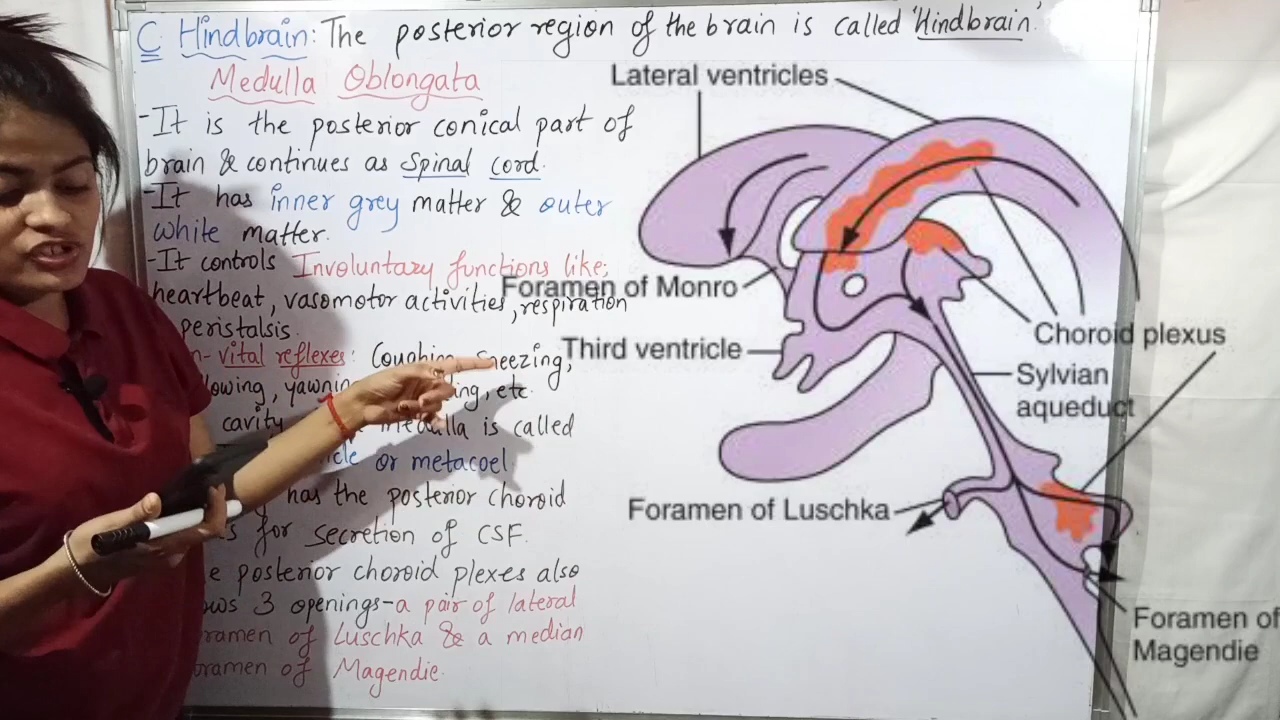 C Hindbrain: The posterior region of the brain is called 'Hindbrain'.
Medulla Oblongata
-It is the posterior conical part of
brain & continues as spinal cord.
-It has inner grey matter & outer
white matter.
-It controls Involuntary functions like;
heartbeat, vasomotor activities, respiration
peristalsis.
n-vital reflexes: Coughing, Sneezing,
lowing, yawnin ing, etc
cavity medulla is called
icle or metacoel
has the posterior choroid
s for secretion of CSF.
e posterior choroid plexes also
ows 3 openings-a pair of lateral
ramen of Luschka & a median
oramen of Magendie.
Lateral ventricles
Foramen of Monro
Third ventricle
Choroid plexus
Sylvian
aqueduct
Foramen of Luschka
Foramen of
Magendie